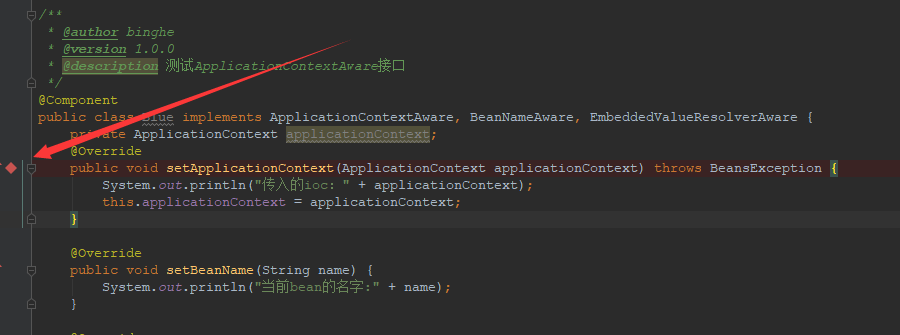 /**
 * @author binghe
 * @version 1.0.0
 * @description 测试ApplicationContextAware接口
 */
@Component
public class Blue implements ApplicationContextAware, BeanNameAware, EmbeddedValueResolverAware {
    private ApplicationContext applicationContext;
    @Override
    public void setApplicationContext(ApplicationContext applicationContext) throws BeansException {
        System.out.println("传入的ioc: " + applicationContext);
        this.applicationContext = applicationContext;
    }
    @Override
    public void setBeanName(String name) {
        System.out.println("当前bean的名字:" + name);
    }